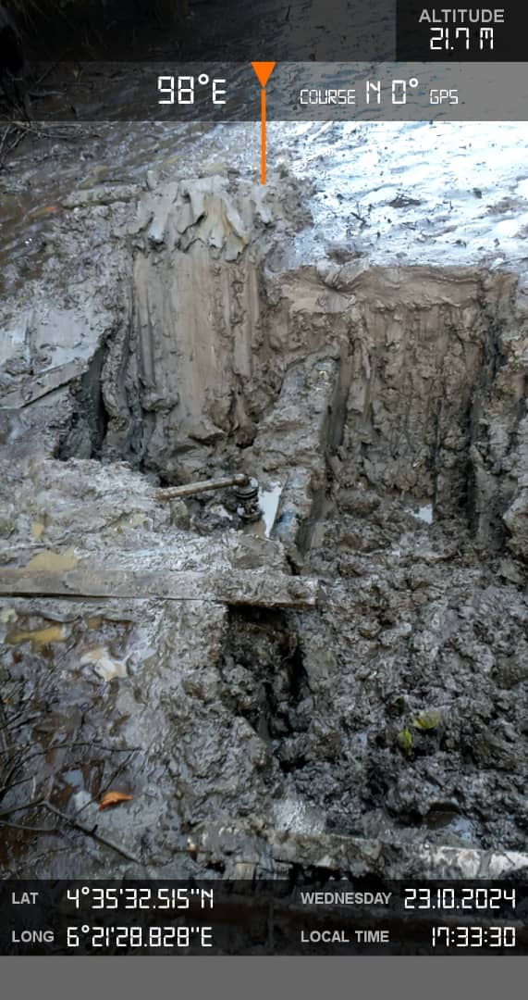 ALTITUDE
21.7 M
98°E
COURSE N 0° GPS
LAT 4°35'32.515"N
WEDNESDAY 23.10.2024
LONG 6°21'28.828"E
LOCAL TIME 17:33:30